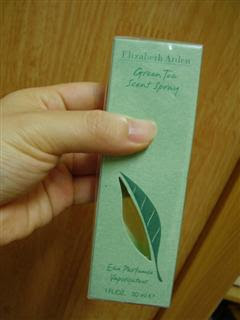 Elizabeth Arden
Green Tea
Scent Spray
Eau Parfumée
Vaporisateur
1 FL.OZ. 30 ml ℮